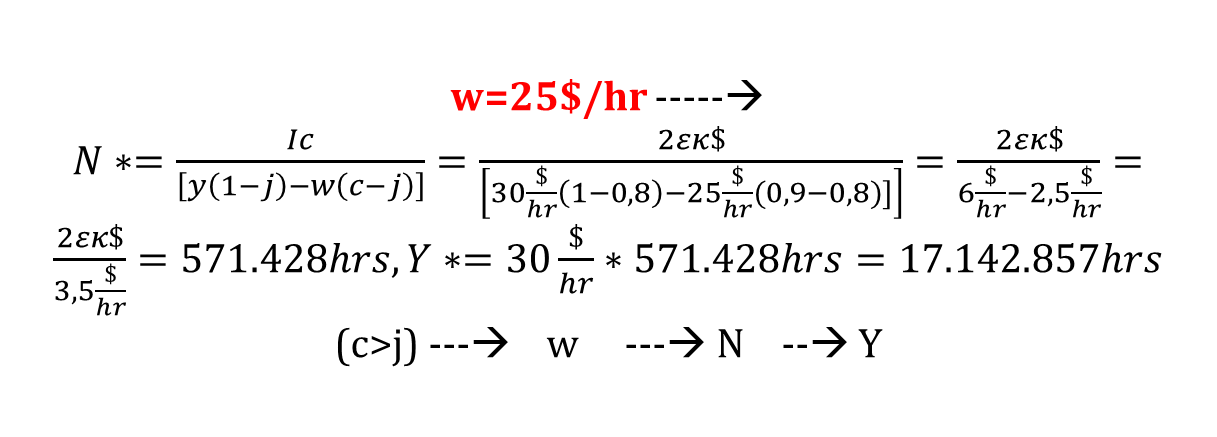 w=25$/hr -----→
N ∗= Ic/[y(1−j)−w(c−j)] = 2εκ$/[30 $/hr (1−0,8)−25 $/hr (0,9−0,8)]] = 2εκ$/(6 $/hr −2,5 $/hr) =
2εκ$/(3,5 $/hr) = 571.428hrs, Y ∗= 30 $/hr ∗ 571.428hrs = 17.142.857hrs
(c>j) ---→ w ---→ N --→ Y